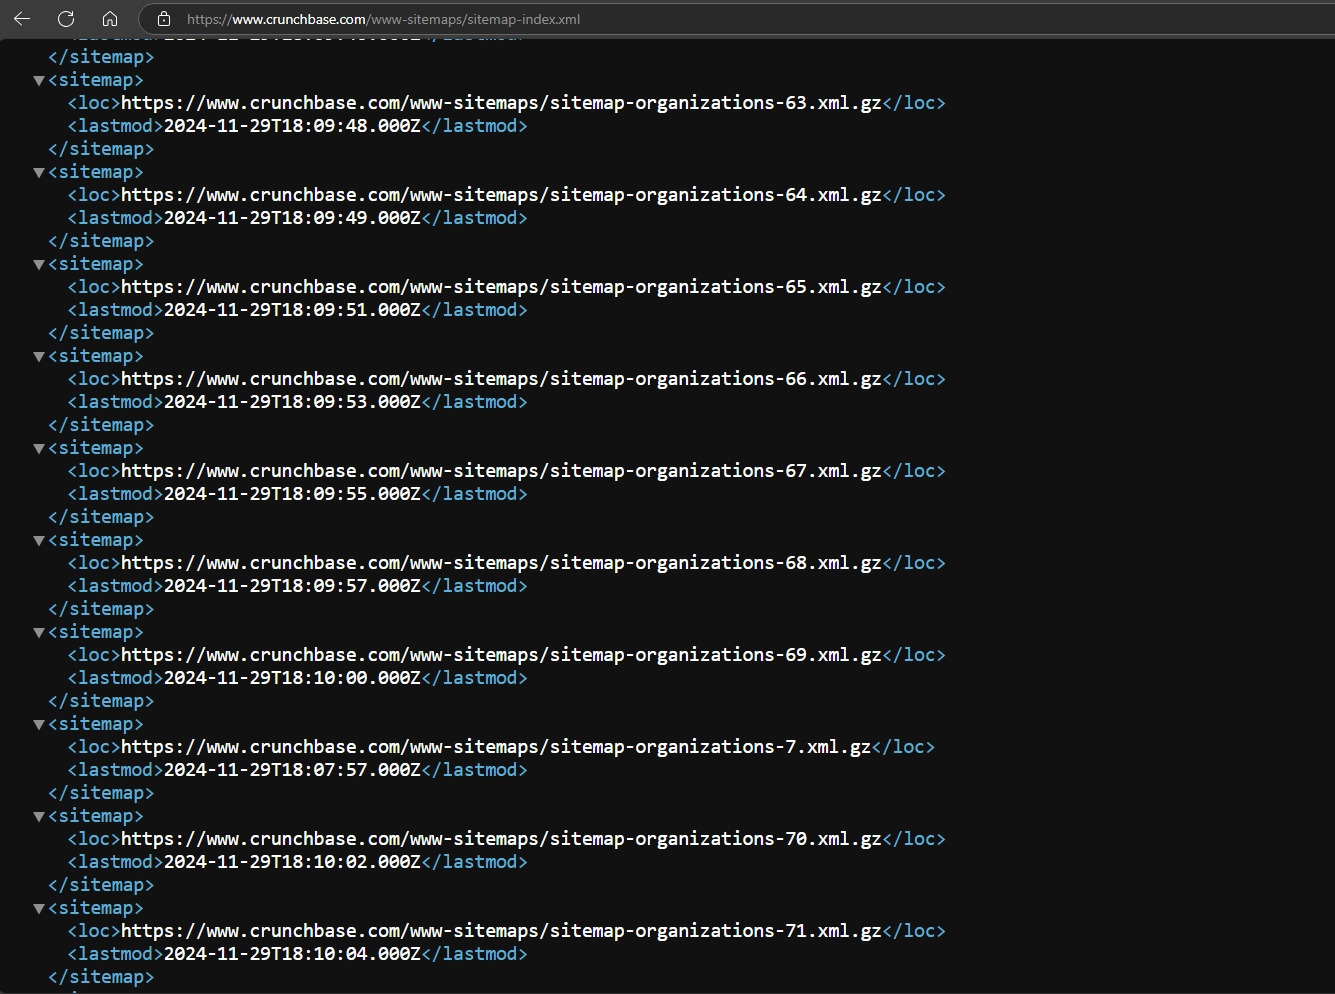 https://www.crunchbase.com/www-sitemaps/sitemap-index.xml
</sitemap>
▼<sitemap>
<loc>https://www.crunchbase.com/www-sitemaps/sitemap-organizations-63.xml.gz</loc>
<lastmod>2024-11-29T18:09:48.000Z</lastmod>
</sitemap>
▼<sitemap>
<loc>https://www.crunchbase.com/www-sitemaps/sitemap-organizations-64.xml.gz</loc>
<lastmod>2024-11-29T18:09:49.000Z</lastmod>
</sitemap>
▼<sitemap>
<loc>https://www.crunchbase.com/www-sitemaps/sitemap-organizations-65.xml.gz</loc>
<lastmod>2024-11-29T18:09:51.000Z</lastmod>
</sitemap>
▼<sitemap>
<loc>https://www.crunchbase.com/www-sitemaps/sitemap-organizations-66.xml.gz</loc>
<lastmod>2024-11-29T18:09:53.000Z</lastmod>
</sitemap>
▼<sitemap>
<loc>https://www.crunchbase.com/www-sitemaps/sitemap-organizations-67.xml.gz</loc>
<lastmod>2024-11-29T18:09:55.000Z</lastmod>
</sitemap>
▼<sitemap>
<loc>https://www.crunchbase.com/www-sitemaps/sitemap-organizations-68.xml.gz</loc>
<lastmod>2024-11-29T18:09:57.000Z</lastmod>
</sitemap>
▼<sitemap>
<loc>https://www.crunchbase.com/www-sitemaps/sitemap-organizations-69.xml.gz</loc>
<lastmod>2024-11-29T18:10:00.000Z</lastmod>
</sitemap>
▼<sitemap>
<loc>https://www.crunchbase.com/www-sitemaps/sitemap-organizations-7.xml.gz</loc>
<lastmod>2024-11-29T18:07:57.000Z</lastmod>
</sitemap>
▼<sitemap>
<loc>https://www.crunchbase.com/www-sitemaps/sitemap-organizations-70.xml.gz</loc>
<lastmod>2024-11-29T18:10:02.000Z</lastmod>
</sitemap>
▼<sitemap>
<loc>https://www.crunchbase.com/www-sitemaps/sitemap-organizations-71.xml.gz</loc>
<lastmod>2024-11-29T18:10:04.000Z</lastmod>
</sitemap>